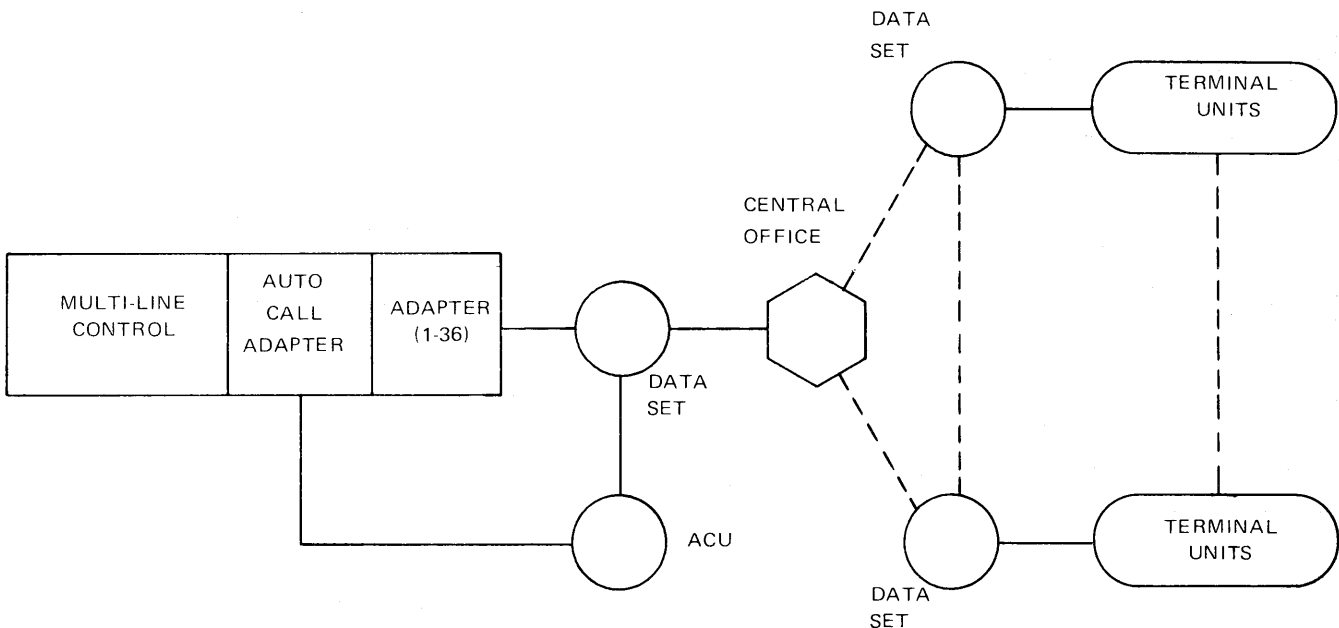 DATA
SET
TERMINAL
UNITS
CENTRAL
OFFICE
MULTI-LINE
CONTROL
AUTO
CALL
ADAPTER
ADAPTER
(1-36)
DATA
SET
ACU
TERMINAL
UNITS
DATA
SET